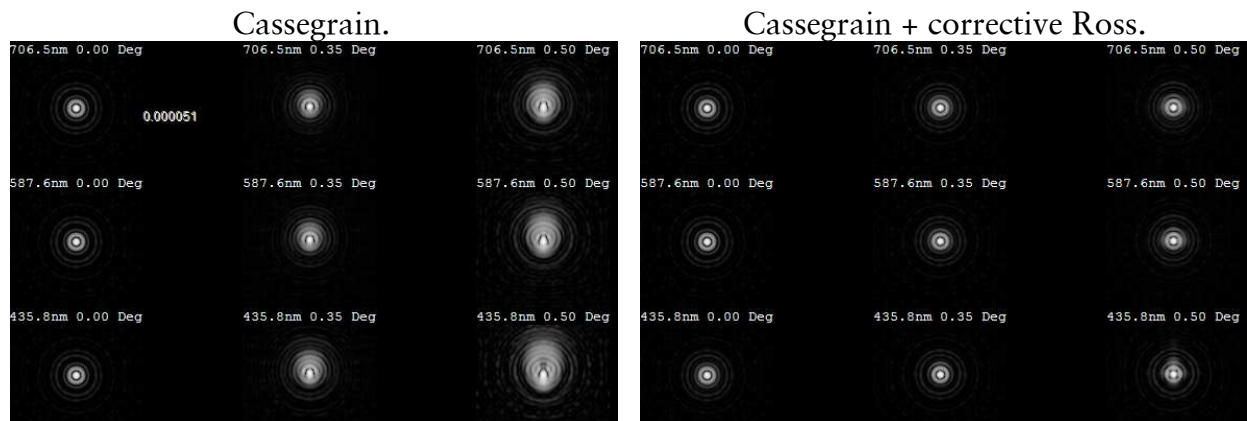 Cassegrain.
706.5nm 0.00 Deg 706.5nm 0.35 Deg 706.5nm 0.50 Deg
0.000051
587.6nm 0.00 Deg 587.6nm 0.35 Deg 587.6nm 0.50 Deg
435.8nm 0.00 Deg 435.8nm 0.35 Deg 435.8nm 0.50 Deg
Cassegrain + corrective Ross.
706.5nm 0.00 Deg 706.5nm 0.35 Deg 706.5nm 0.50 Deg
587.6nm 0.00 Deg 587.6nm 0.35 Deg 587.6nm 0.50 Deg
435.8nm 0.00 Deg 435.8nm 0.35 Deg 435.8nm 0.50 Deg